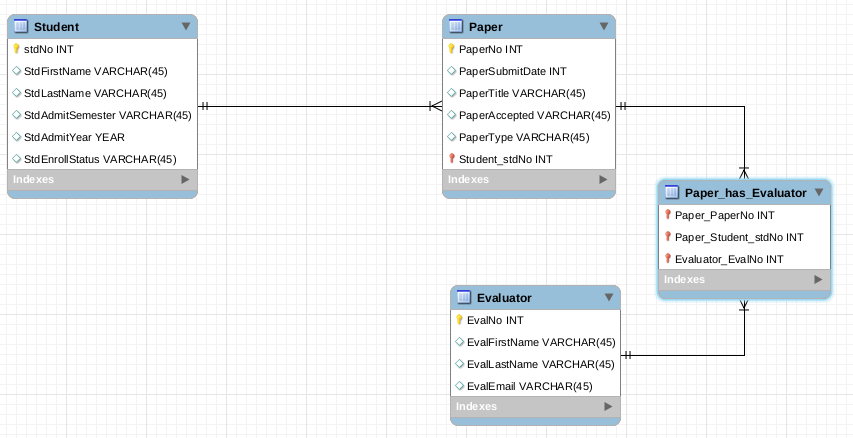 Student
stdNo INT
StdFirstName VARCHAR(45)
StdLastName VARCHAR(45)
StdAdmitSemester VARCHAR(45)
StdAdmitYear YEAR
StdEnrollStatus VARCHAR(45)
Indexes
Paper
PaperNo INT
PaperSubmitDate INT
PaperTitle VARCHAR(45)
PaperAccepted VARCHAR(45)
PaperType VARCHAR(45)
Student_stdNo INT
Indexes
Paper_has_Evaluator
Paper_PaperNo INT
Paper_Student_stdNo INT
Evaluator_EvalNo INT
Indexes
Evaluator
EvalNo INT
EvalFirstName VARCHAR(45)
EvalLastName VARCHAR(45)
EvalEmail VARCHAR(45)
Indexes